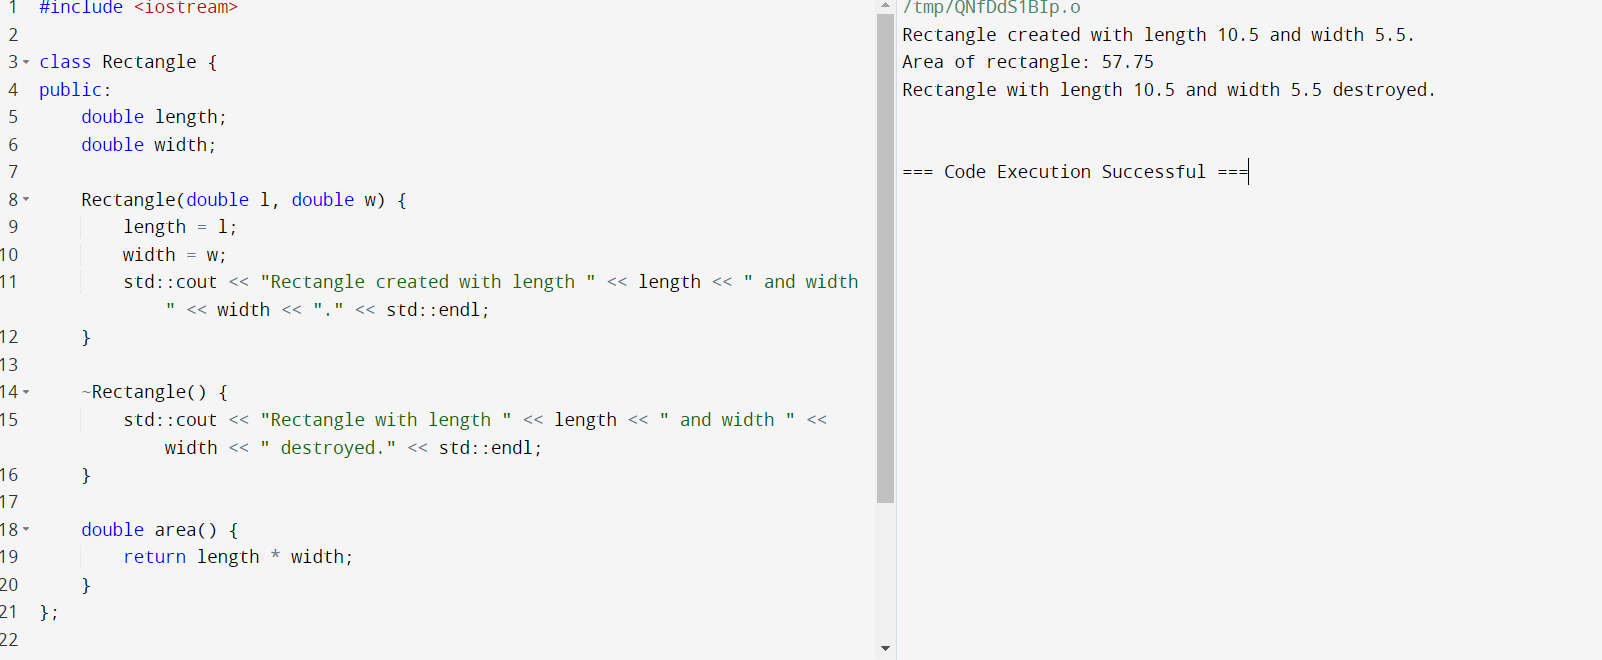 1 #include <iostream>
2
3 class Rectangle {
4 public:
5     double length;
6     double width;
7
8     Rectangle(double l, double w) {
9         length = l;
10         width = w;
11         std::cout << "Rectangle created with length " << length << " and width
            " << width << "." << std::endl;
12     }
13
14     ~Rectangle() {
15         std::cout << "Rectangle with length " << length << " and width " <<
            width << " destroyed." << std::endl;
16     }
17
18     double area() {
19         return length * width;
20     }
21 };
22
/tmp/QNfDdS1BIp.o
Rectangle created with length 10.5 and width 5.5.
Area of rectangle: 57.75
Rectangle with length 10.5 and width 5.5 destroyed.
=== Code Execution Successful ===